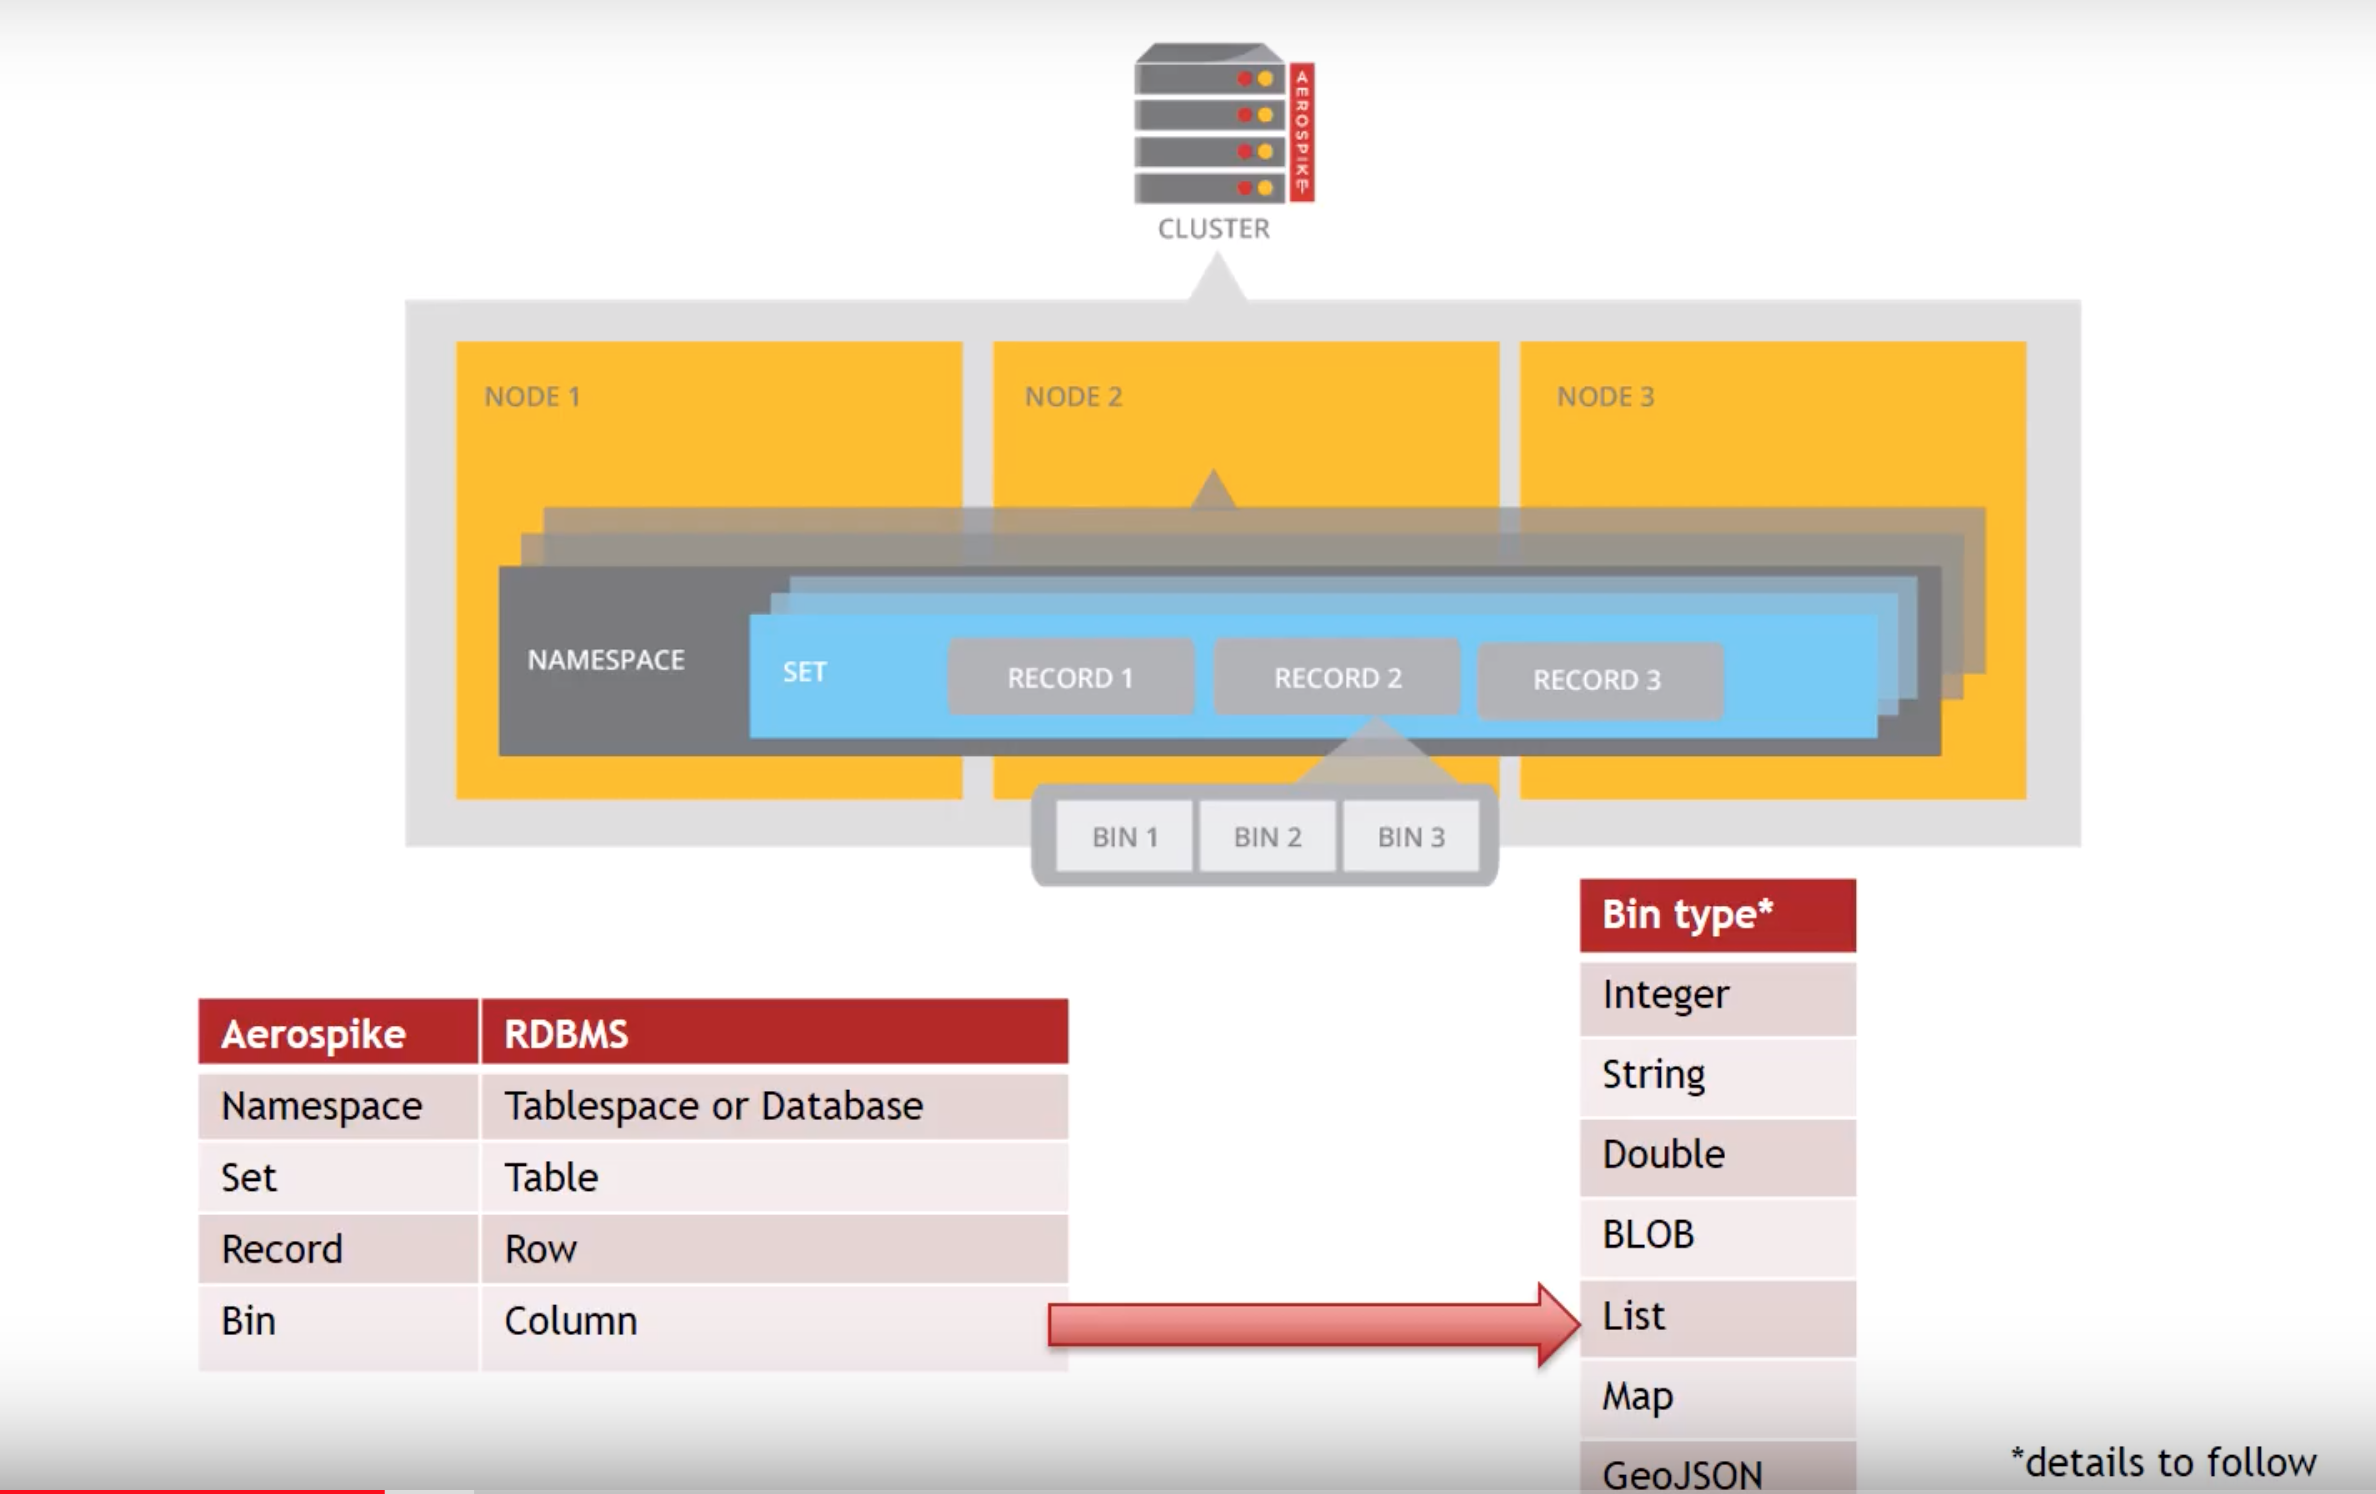 AEROSPIKE
CLUSTER
NODE 1
NODE 2
NODE 3
NAMESPACE
SET
RECORD 1
RECORD 2
RECORD 3
BIN 1
BIN 2
BIN 3
Aerospike RDBMS
Namespace Tablespace or Database
Set Table
Record Row
Bin Column
Bin type*
Integer
String
Double
BLOB
List
Map
GeoJSON
*details to follow